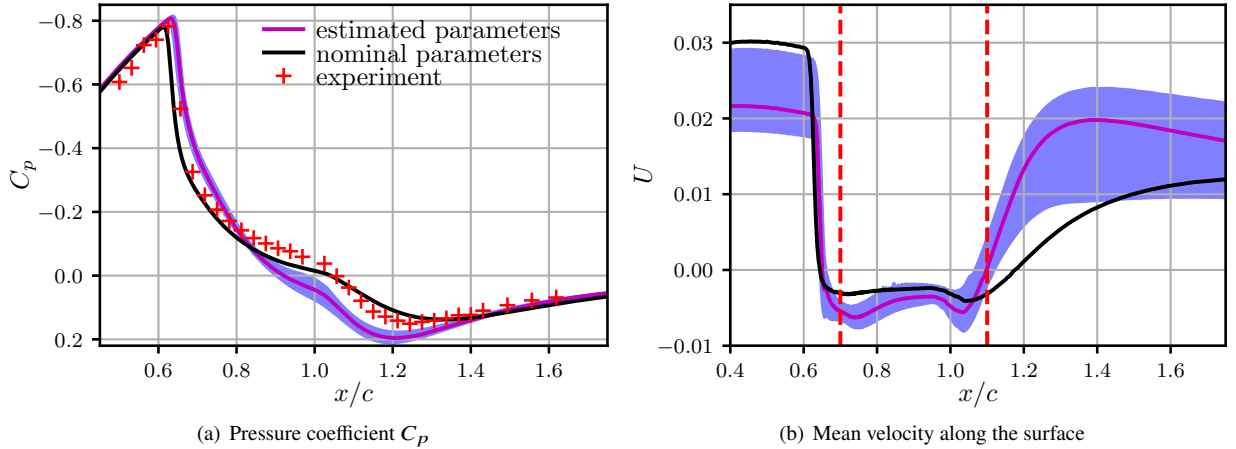 −0.8
−0.6
−0.4
−0.2
0.0
0.2
C_p
estimated parameters
nominal parameters
experiment
0.6 0.8 1.0 1.2 1.4 1.6
x/c
(a) Pressure coefficient C_p
0.03
0.02
0.01
0.00
−0.01
U
0.4 0.6 0.8 1.0 1.2 1.4 1.6
x/c
(b) Mean velocity along the surface